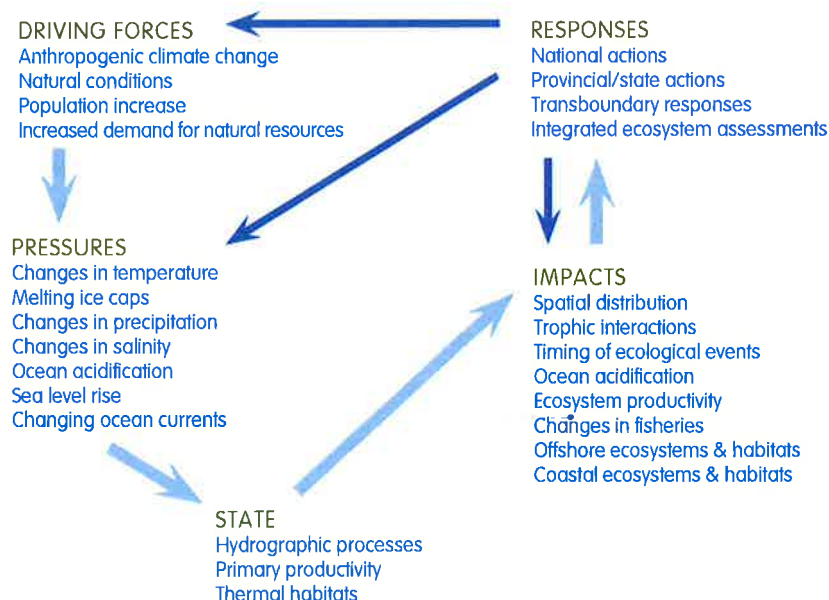 DRIVING FORCES
Anthropogenic climate change
Natural conditions
Population increase
Increased demand for natural resources
RESPONSES
National actions
Provincial/state actions
Transboundary responses
Integrated ecosystem assessments
PRESSURES
Changes in temperature
Melting ice caps
Changes in precipitation
Changes in salinity
Ocean acidification
Sea level rise
Changing ocean currents
IMPACTS
Spatial distribution
Trophic interactions
Timing of ecological events
Ocean acidification
Ecosystem productivity
Changes in fisheries
Offshore ecosystems & habitats
Coastal ecosystems & habitats
STATE
Hydrographic processes
Primary productivity
Thermal habitats